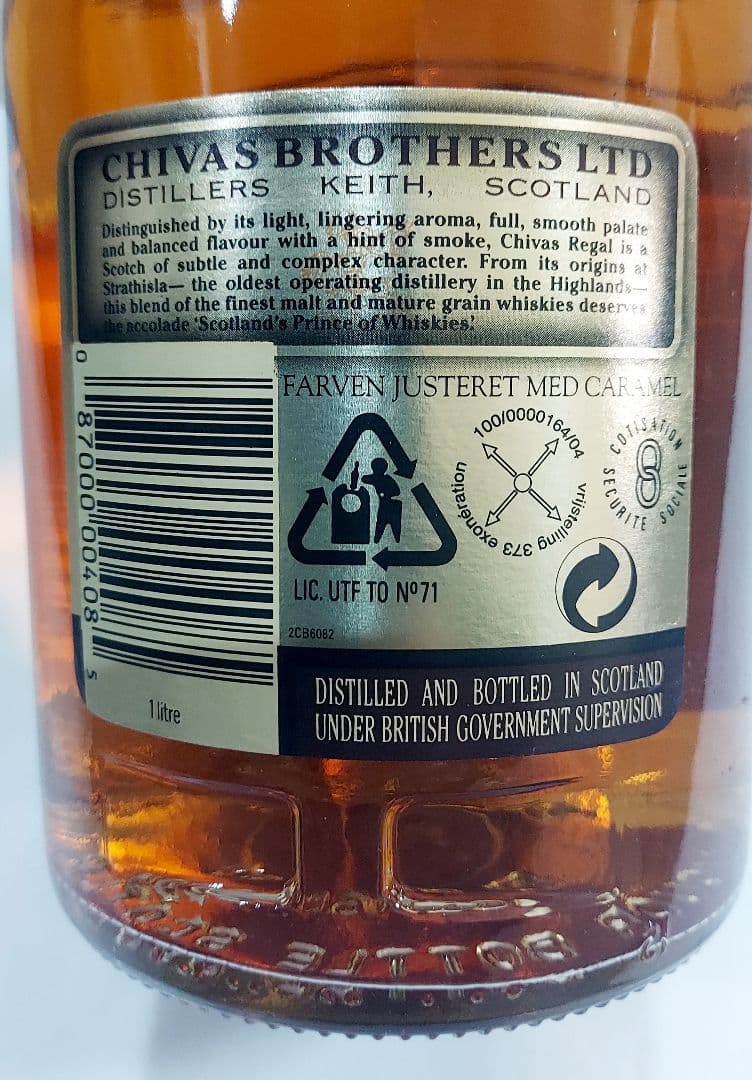 CHIVAS BROTHERS LTD
DISTILLERS KEITH, SCOTLAND
Distinguished by its light, lingering aroma, full, smooth palate
and balanced flavour with a hint of smoke, Chivas Regal is a
Scotch of subtle and complex character. From its origins at
Strathisla— the oldest operating distillery in the Highlands—
this blend of the finest malt and mature grain whiskies deserves
the accolade 'Scotland's Prince of Whiskies'.
0 87000 00408 5
1 litre
FARVEN JUSTERET MED CARAMEL
100/0000164/04
vrijstelling 373 exonération
COTISATION
SECURITE SOCIALE
LIC. UTF TO Nº71
2CB6082
DISTILLED AND BOTTLED IN SCOTLAND
UNDER BRITISH GOVERNMENT SUPERVISION
BOTTLE